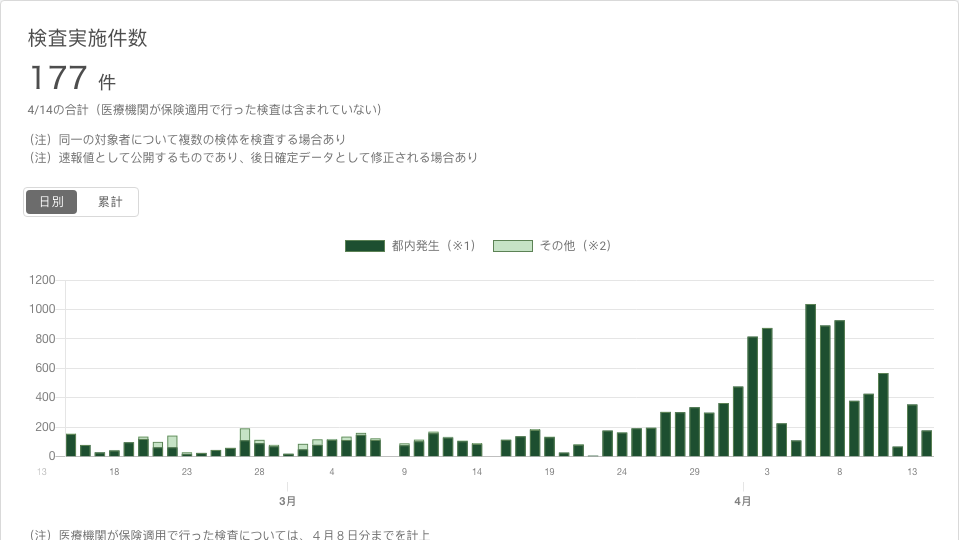 検査実施件数
177 件
4/14の合計（医療機関が保険適用で行った検査は含まれていない）
（注）同一の対象者について複数の検体を検査する場合あり
（注）速報値として公開するものであり、後日確定データとして修正される場合あり
日別 累計
都内発生（※1） その他（※2）
1200
1000
800
600
400
200
0
13 18 23 28 4 9 14 19 24 29 3 8 13
3月 4月
（注）医療機関が保険適用で行った検査については、４月８日分までを計上